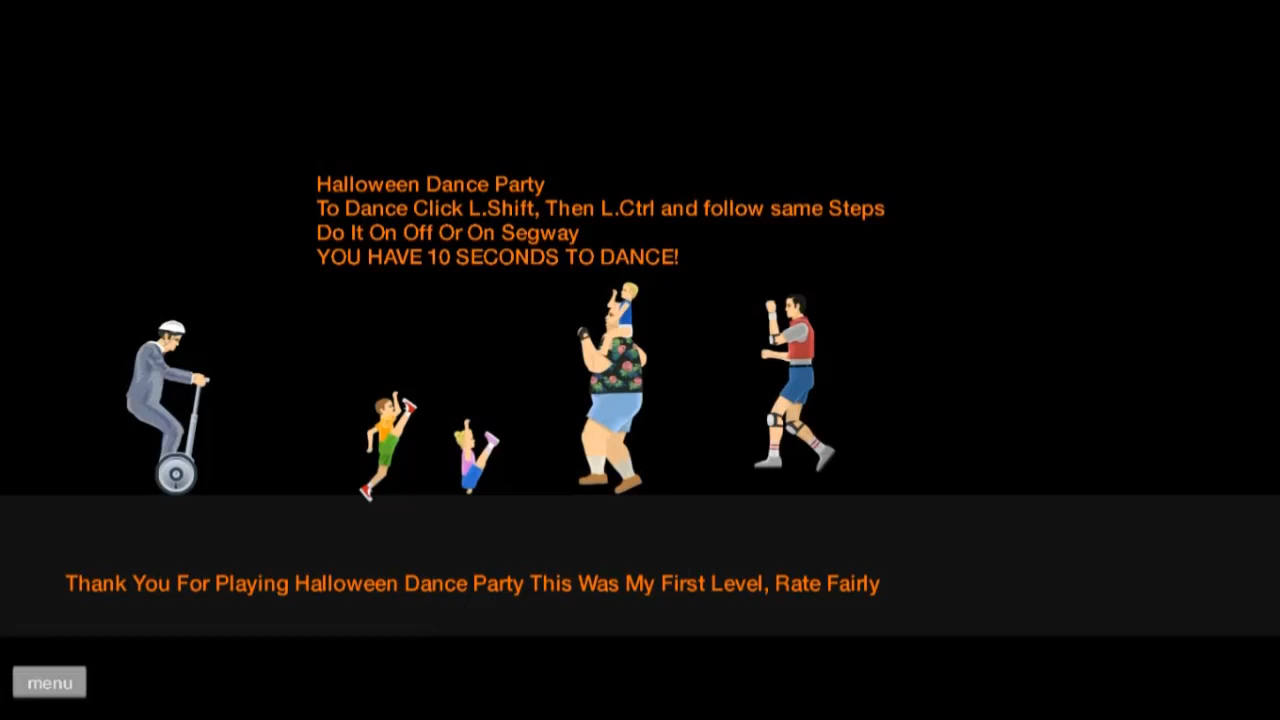 Halloween Dance Party
To Dance Click L.Shift, Then L.Ctrl and follow same Steps
Do It On Off Or On Segway
YOU HAVE 10 SECONDS TO DANCE!
Thank You For Playing Halloween Dance Party This Was My First Level, Rate Fairly
menu